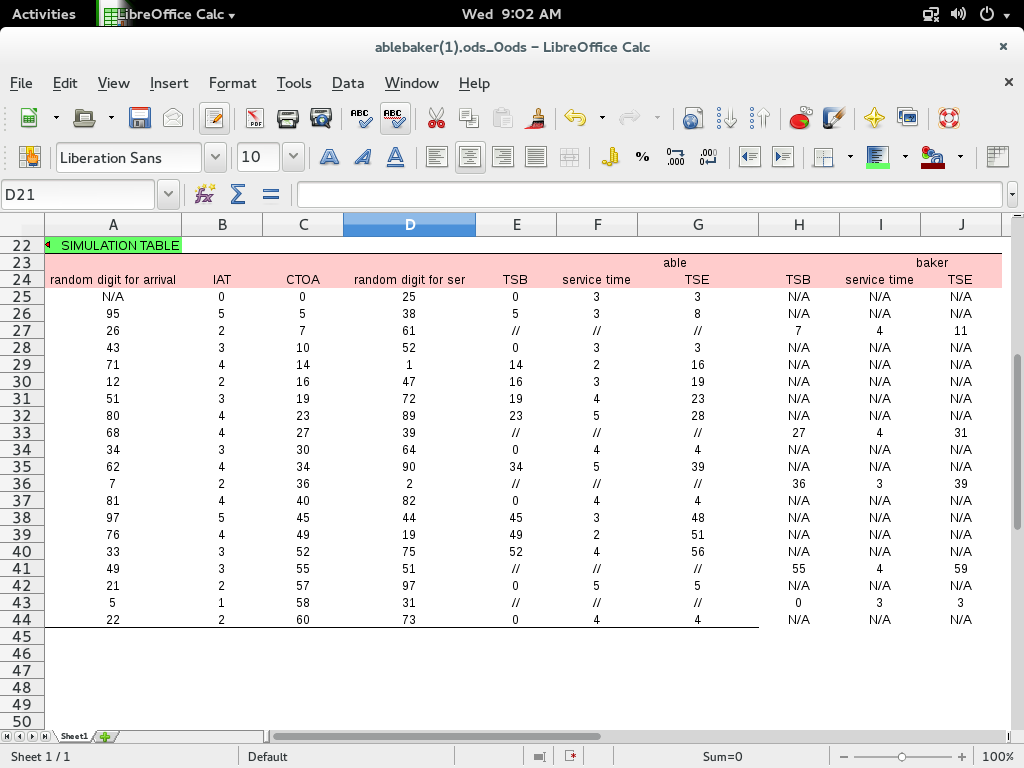 Activities LibreOffice Calc Wed 9:02 AM
ablebaker(1).ods_0ods - LibreOffice Calc
File Edit View Insert Format Tools Data Window Help
PDF ABC ABC
Liberation Sans 10 % .000 .000
D21 fx Σ =
A B C D E F G H I J
22 SIMULATION TABLE
23 able baker
24 random digit for arrival IAT CTOA random digit for ser TSB service time TSE TSB service time TSE
25 N/A 0 0 25 0 3 3 N/A N/A N/A
26 95 5 5 38 5 3 8 N/A N/A N/A
27 26 2 7 61 // // // 7 4 11
28 43 3 10 52 0 3 3 N/A N/A N/A
29 71 4 14 1 14 2 16 N/A N/A N/A
30 12 2 16 47 16 3 19 N/A N/A N/A
31 51 3 19 72 19 4 23 N/A N/A N/A
32 80 4 23 89 23 5 28 N/A N/A N/A
33 68 4 27 39 // // // 27 4 31
34 34 3 30 64 0 4 4 N/A N/A N/A
35 62 4 34 90 34 5 39 N/A N/A N/A
36 7 2 36 2 // // // 36 3 39
37 81 4 40 82 0 4 4 N/A N/A N/A
38 97 5 45 44 45 3 48 N/A N/A N/A
39 76 4 49 19 49 2 51 N/A N/A N/A
40 33 3 52 75 52 4 56 N/A N/A N/A
41 49 3 55 51 // // // 55 4 59
42 21 2 57 97 0 5 5 N/A N/A N/A
43 5 1 58 31 // // // 0 3 3
44 22 2 60 73 0 4 4 N/A N/A N/A
45
46
47
48
49
50
Sheet1
Sheet 1 / 1 Default Sum=0 100%